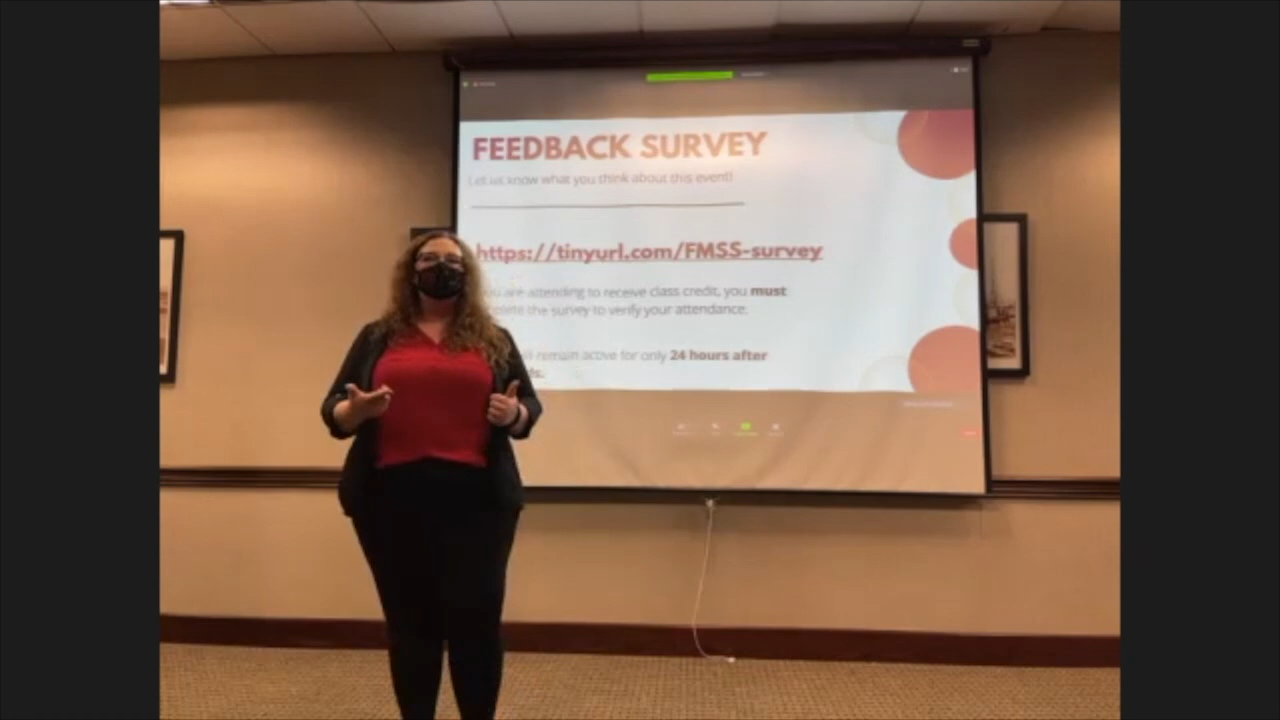 FEEDBACK SURVEY
Let us know what you think about this event!
https://tinyurl.com/FMSS-survey
you are attending to receive class credit, you must
the survey to verify your attendance.
remain active for only 24 hours after